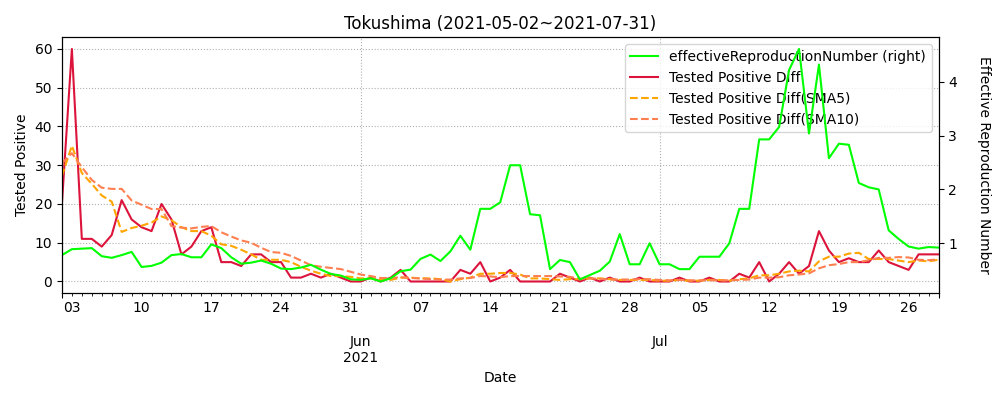 Tokushima (2021-05-02~2021-07-31)
effectiveReproductionNumber (right)
Tested Positive Diff
Tested Positive Diff(SMA5)
Tested Positive Diff(SMA10)
Tested Positive
60
50
40
30
20
10
0
4
3
2
1
Effective Reproduction Number
03 10 17 24 31 07 14 21 28 05 12 19 26
Jun Jul
2021
Date